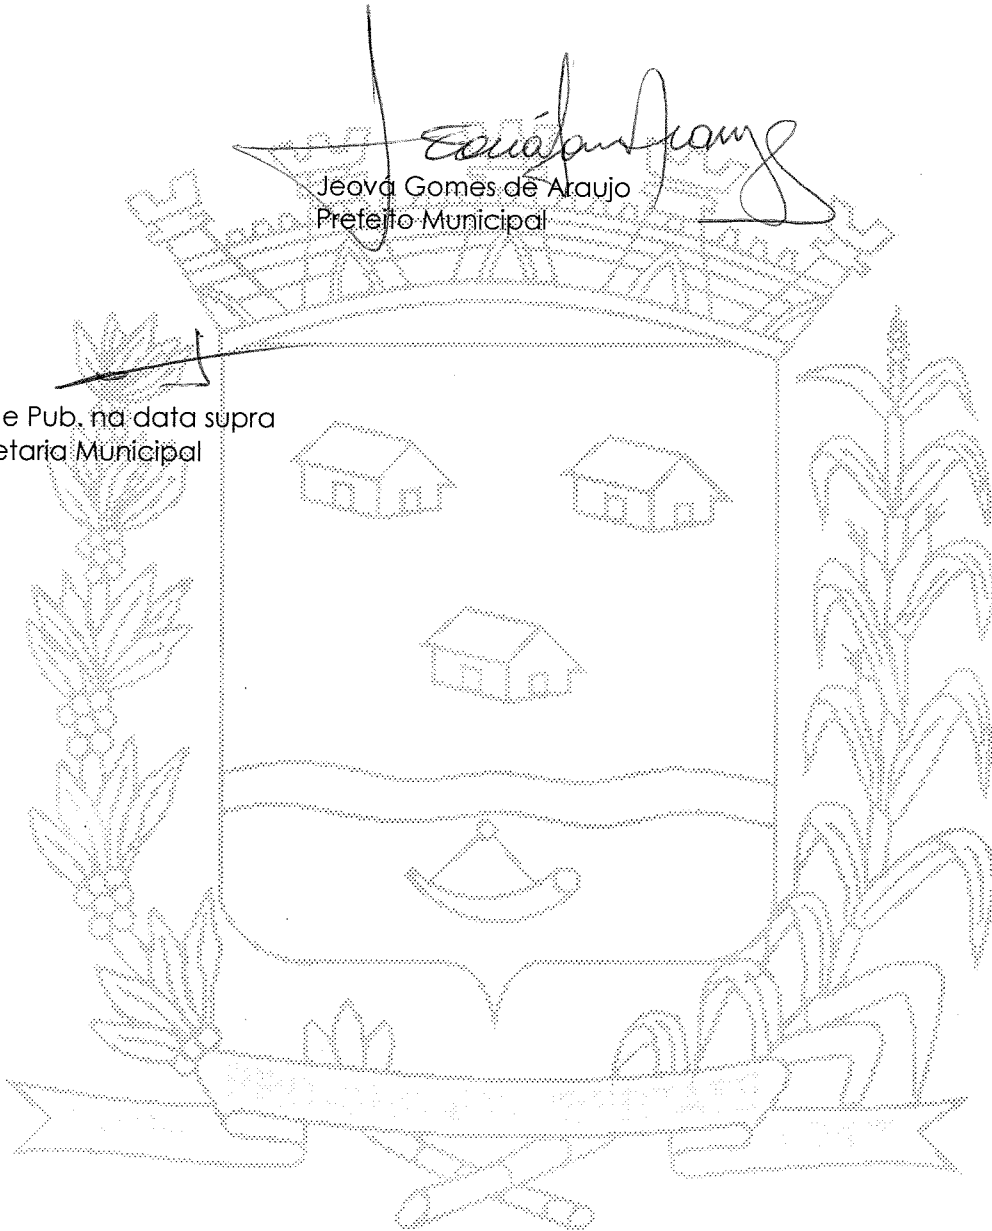 Jeová Gomes de Araujo
Prefeito Municipal
e Pub. na data supra
etaria Municipal